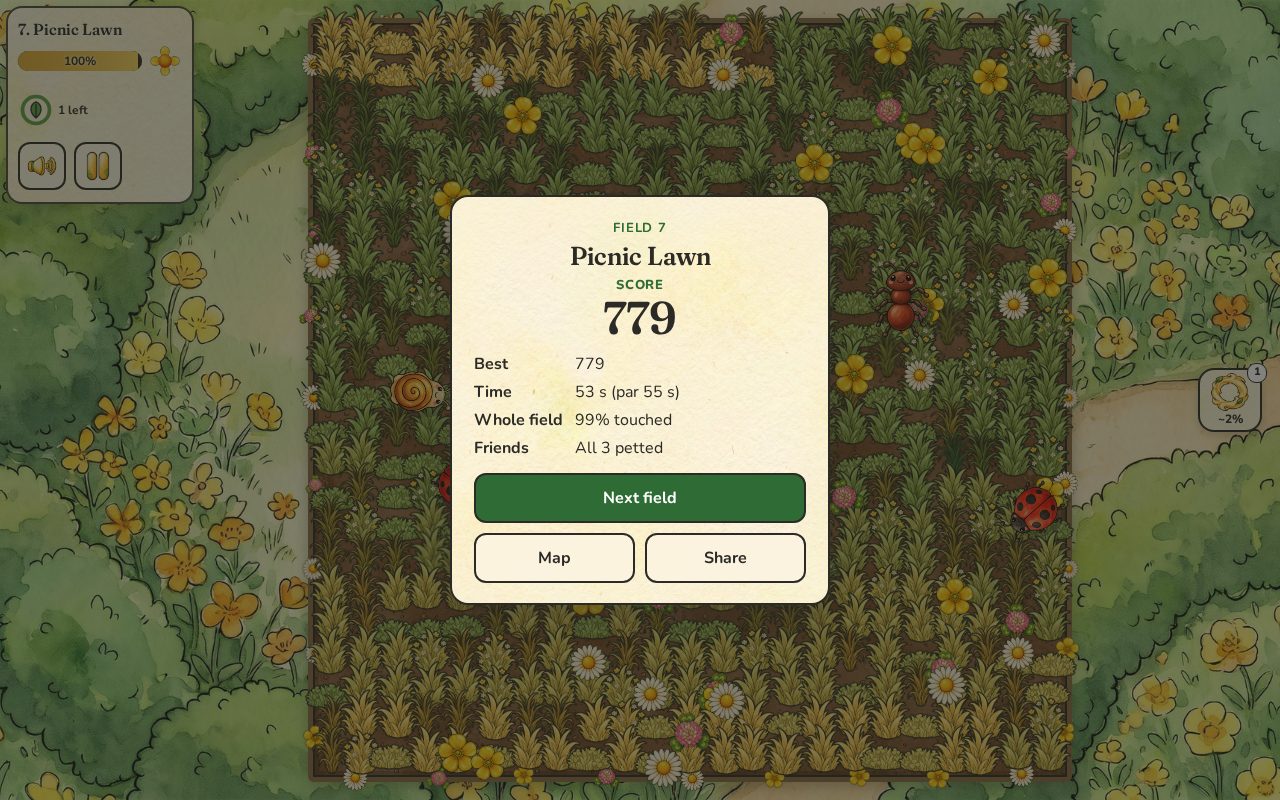 7. Picnic Lawn
100%
1 left
FIELD 7
Picnic Lawn
SCORE
779
Best 779
Time 53 s (par 55 s)
Whole field 99% touched
Friends All 3 petted
Next field
Map Share
1
~2%